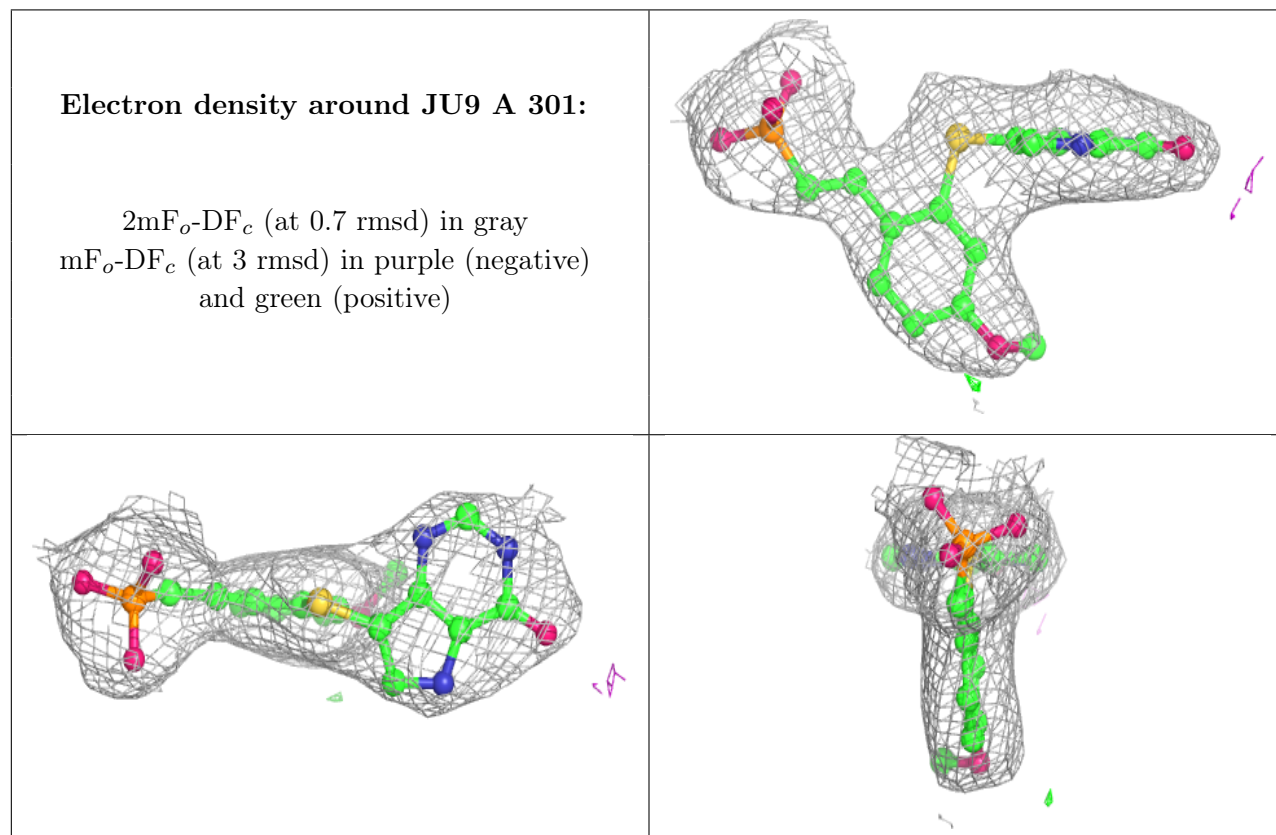 Electron density around JU9 A 301:
2mFo-DFc (at 0.7 rmsd) in gray
mFo-DFc (at 3 rmsd) in purple (negative)
and green (positive)